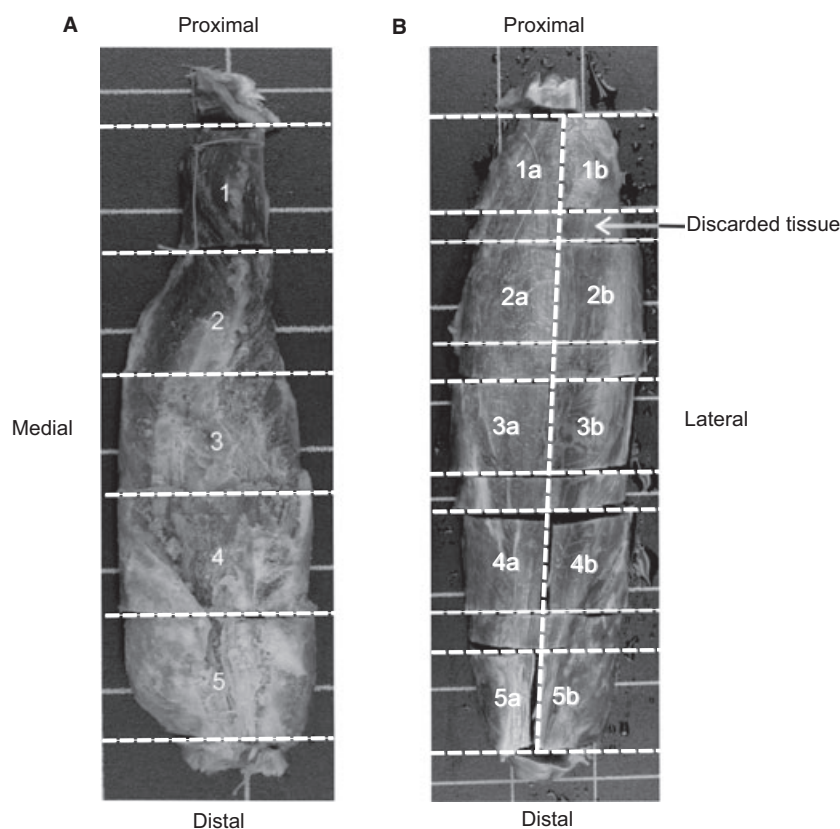 A
Proximal
B
Proximal
1
1a
1b
Discarded tissue
2
2a
2b
Medial
3
3a
3b
Lateral
4
4a
4b
5
5a
5b
Distal
Distal